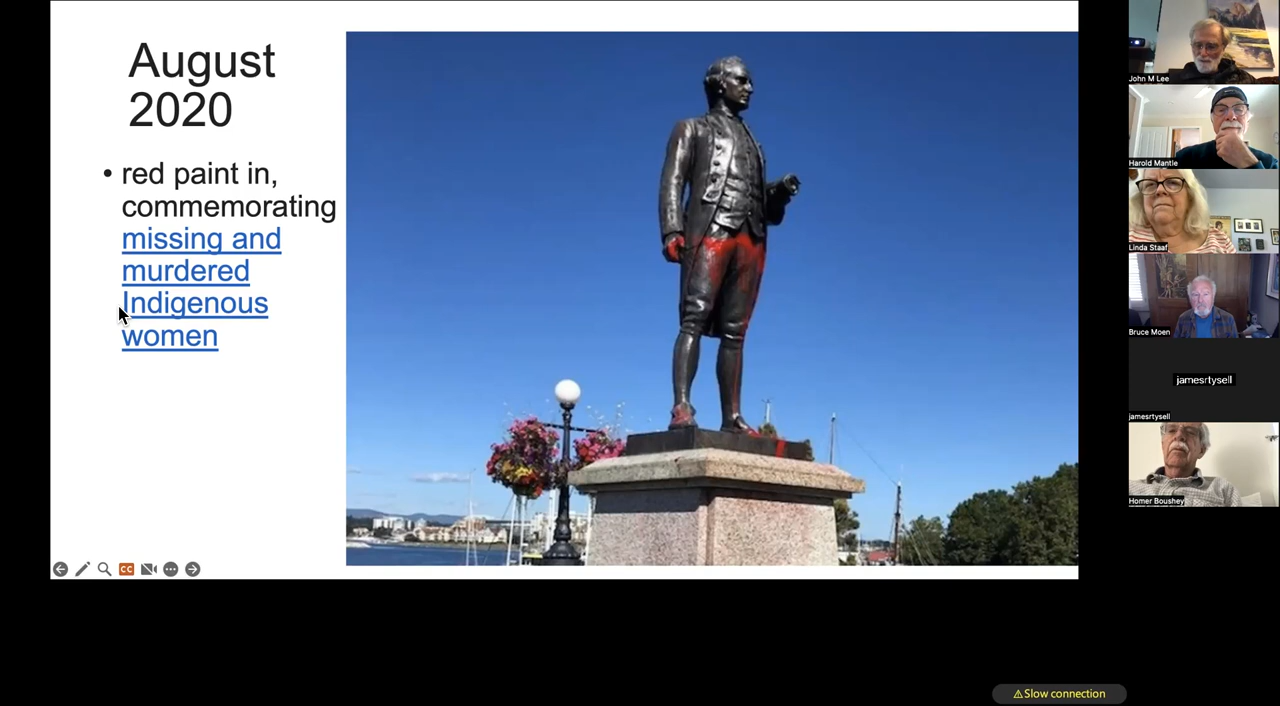 August
2020
• red paint in,
commemorating
missing and
murdered
Indigenous
women
CC
John M Lee
Harold Mantle
Linda Staaf
Bruce Moen
jamesrtysell
jamesrtysell
Homer Boushey
⚠Slow connection